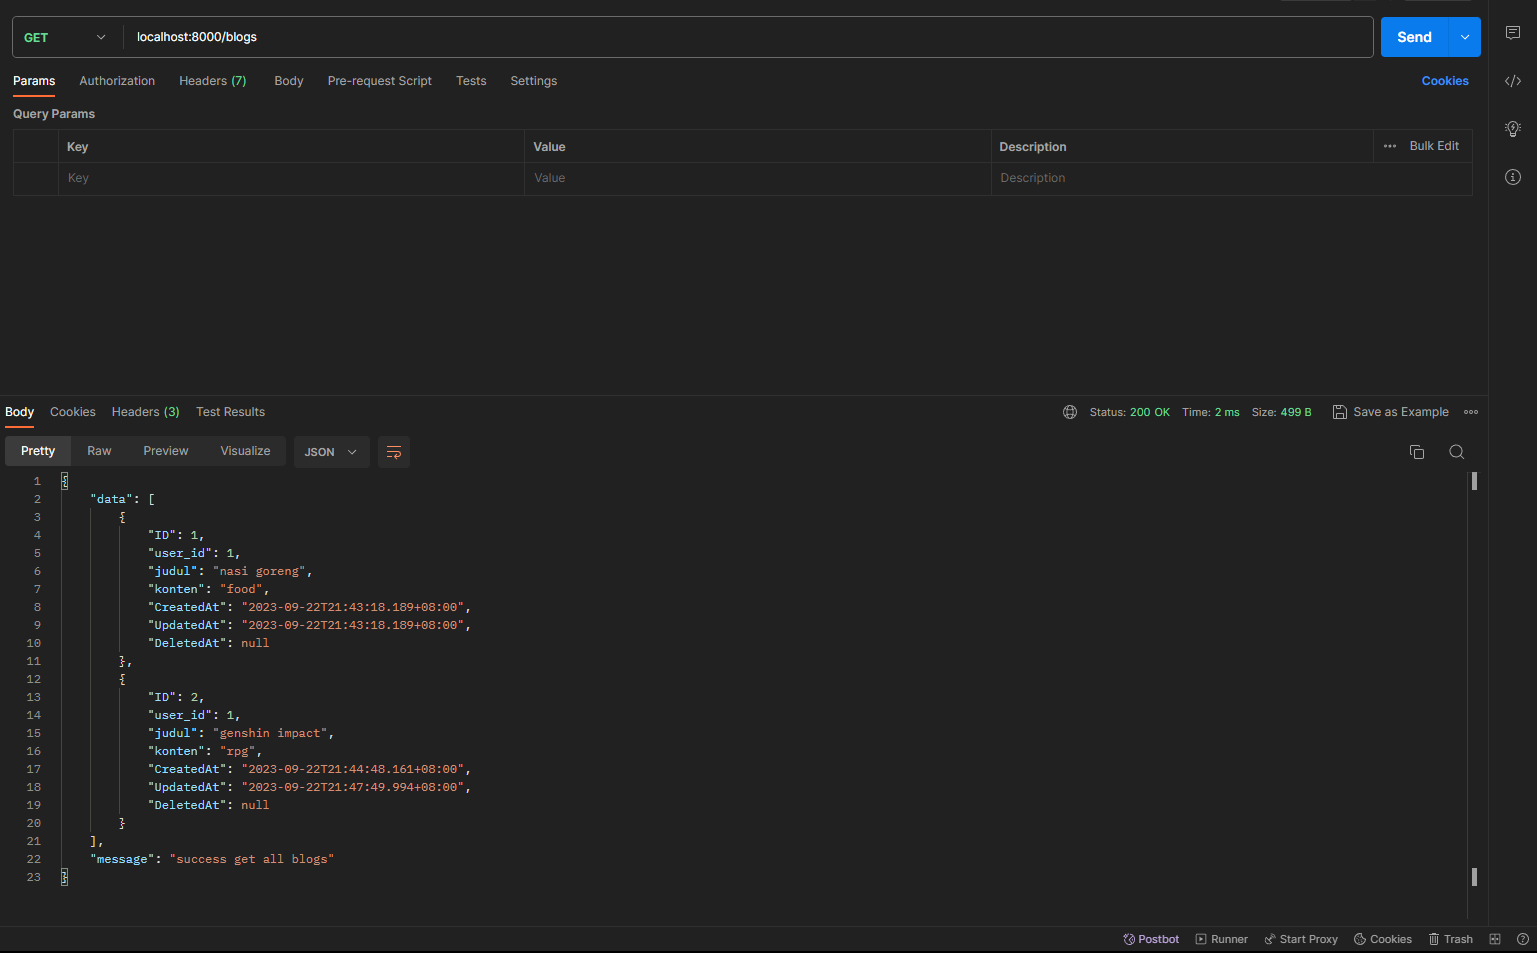 GET localhost:8000/blogs Send
Params Authorization Headers (7) Body Pre-request Script Tests Settings Cookies
Query Params
Key Value Description Bulk Edit
Key Value Description
Body Cookies Headers (3) Test Results Status: 200 OK Time: 2 ms Size: 499 B Save as Example
Pretty Raw Preview Visualize JSON
1 {
2 "data": [
3 {
4 "ID": 1,
5 "user_id": 1,
6 "judul": "nasi goreng",
7 "konten": "food",
8 "CreatedAt": "2023-09-22T21:43:18.189+08:00",
9 "UpdatedAt": "2023-09-22T21:43:18.189+08:00",
10 "DeletedAt": null
11 },
12 {
13 "ID": 2,
14 "user_id": 1,
15 "judul": "genshin impact",
16 "konten": "rpg",
17 "CreatedAt": "2023-09-22T21:44:48.161+08:00",
18 "UpdatedAt": "2023-09-22T21:47:49.994+08:00",
19 "DeletedAt": null
20 }
21 ],
22 "message": "success get all blogs"
23 }
Postbot Runner Start Proxy Cookies Trash